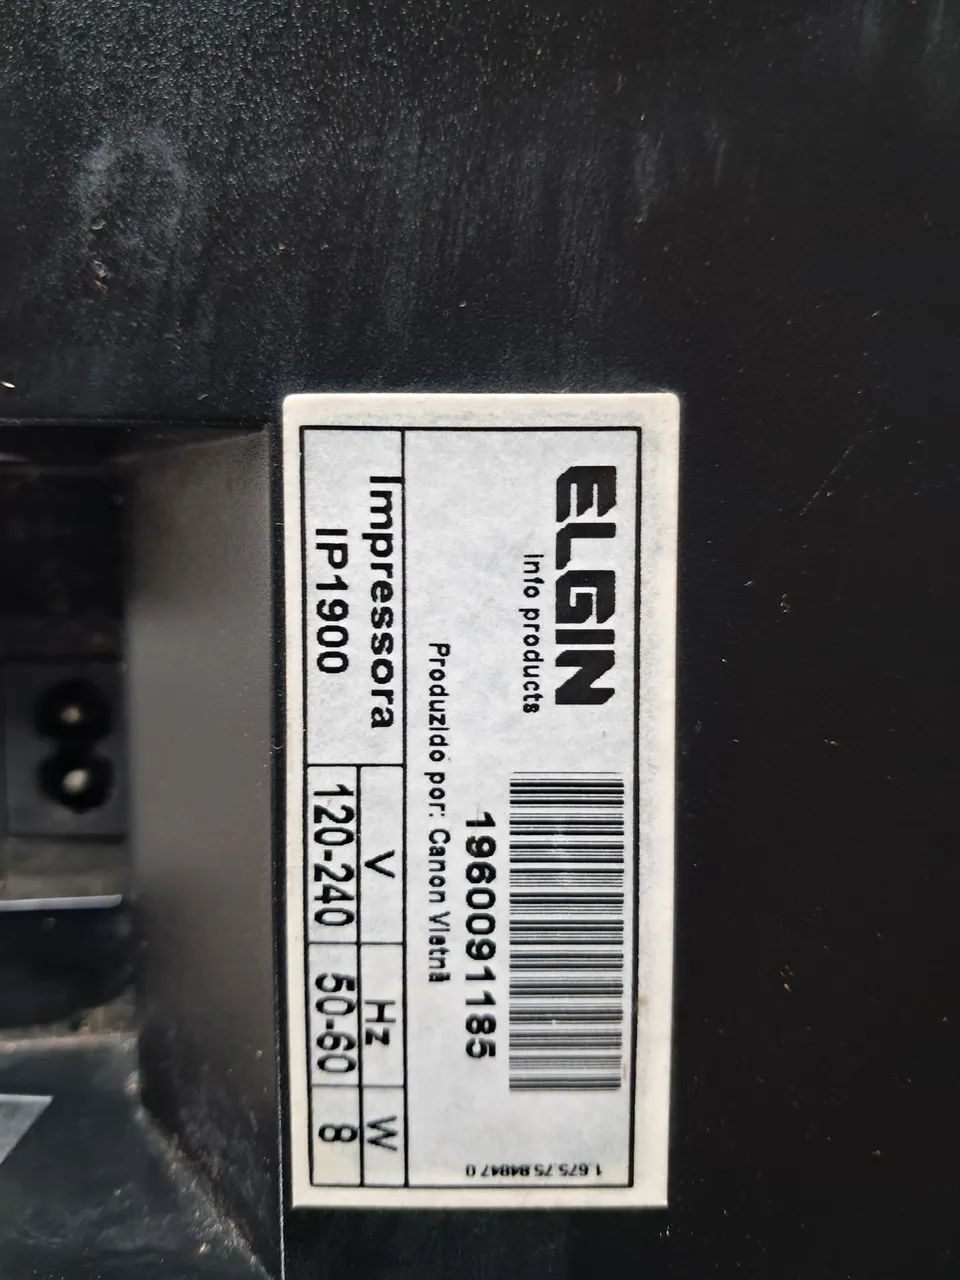 ELGIN
info products
1960091185
Produzido por: Canon Vietnã
Impressora
IP1900
V Hz W
120-240 50-60 8
1.675.75.84847.0